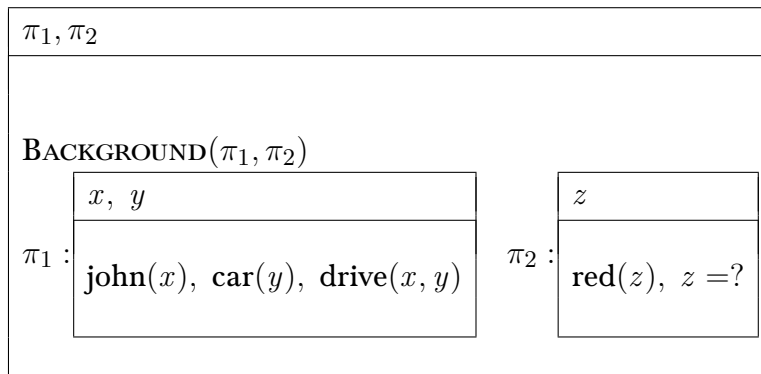 π₁, π₂
BACKGROUND(π₁, π₂)
x, y
z
π₁ :
john(x), car(y), drive(x, y)
π₂ :
red(z), z =?